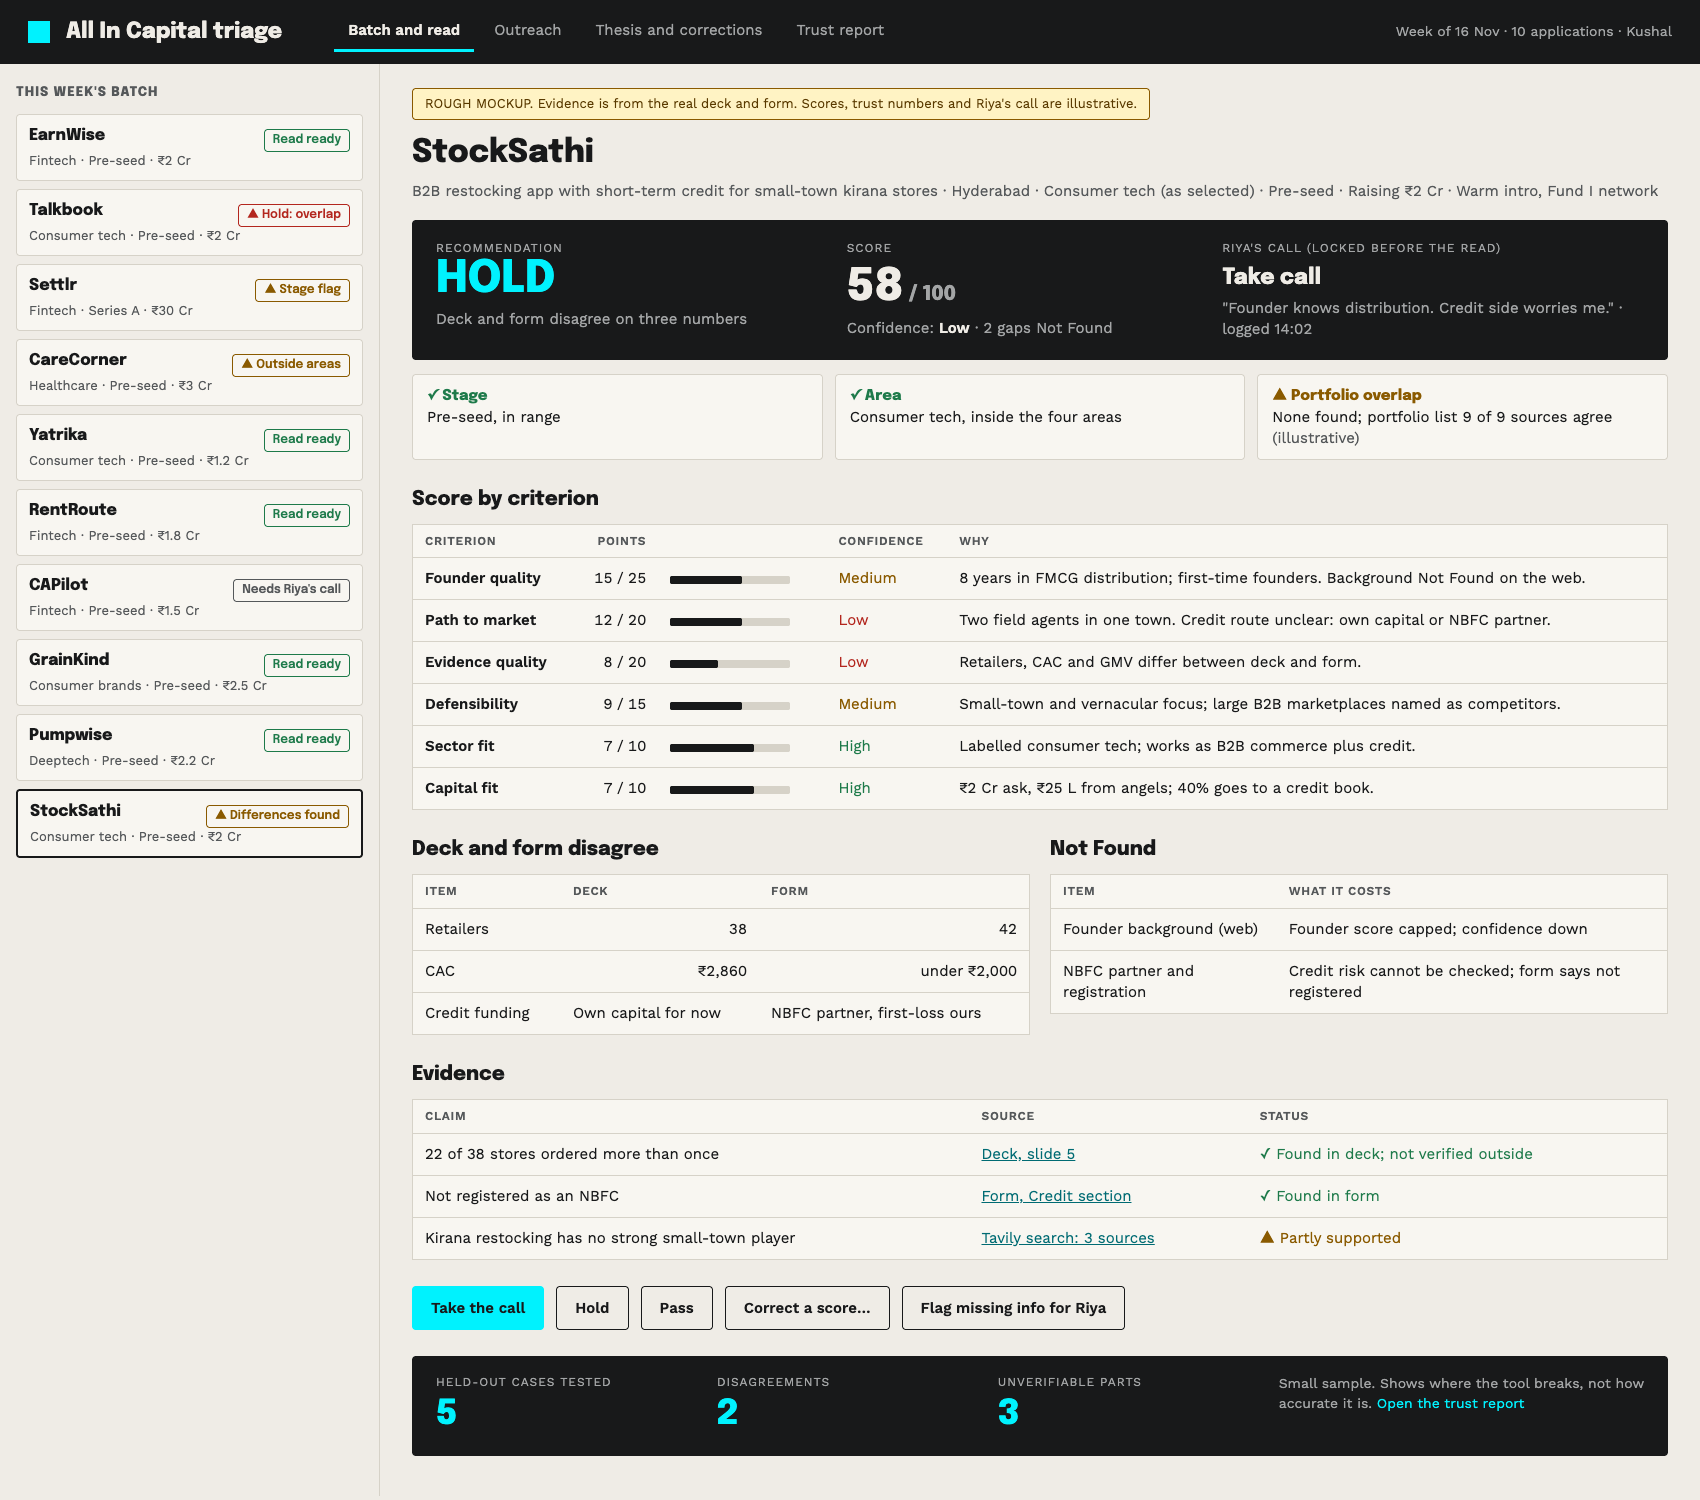 All In Capital triage
Batch and read
Outreach
Thesis and corrections
Trust report
Week of 16 Nov · 10 applications · Kushal
THIS WEEK'S BATCH
EarnWise
Read ready
Fintech · Pre-seed · ₹2 Cr
Talkbook
▲ Hold: overlap
Consumer tech · Pre-seed · ₹2 Cr
Settlr
▲ Stage flag
Fintech · Series A · ₹30 Cr
CareCorner
▲ Outside areas
Healthcare · Pre-seed · ₹3 Cr
Yatrika
Read ready
Consumer tech · Pre-seed · ₹1.2 Cr
RentRoute
Read ready
Fintech · Pre-seed · ₹1.8 Cr
CAPilot
Needs Riya's call
Fintech · Pre-seed · ₹1.5 Cr
GrainKind
Read ready
Consumer brands · Pre-seed · ₹2.5 Cr
Pumpwise
Read ready
Deeptech · Pre-seed · ₹2.2 Cr
StockSathi
▲ Differences found
Consumer tech · Pre-seed · ₹2 Cr
ROUGH MOCKUP. Evidence is from the real deck and form. Scores, trust numbers and Riya's call are illustrative.
StockSathi
B2B restocking app with short-term credit for small-town kirana stores · Hyderabad · Consumer tech (as selected) · Pre-seed · Raising ₹2 Cr · Warm intro, Fund I network
RECOMMENDATION
HOLD
Deck and form disagree on three numbers
SCORE
58 / 100
Confidence: Low · 2 gaps Not Found
RIYA'S CALL (LOCKED BEFORE THE READ)
Take call
"Founder knows distribution. Credit side worries me." ·
logged 14:02
✓ Stage
Pre-seed, in range
✓ Area
Consumer tech, inside the four areas
▲ Portfolio overlap
None found; portfolio list 9 of 9 sources agree
(illustrative)
Score by criterion
CRITERION POINTS CONFIDENCE WHY
Founder quality 15 / 25 Medium 8 years in FMCG distribution; first-time founders. Background Not Found on the web.
Path to market 12 / 20 Low Two field agents in one town. Credit route unclear: own capital or NBFC partner.
Evidence quality 8 / 20 Low Retailers, CAC and GMV differ between deck and form.
Defensibility 9 / 15 Medium Small-town and vernacular focus; large B2B marketplaces named as competitors.
Sector fit 7 / 10 High Labelled consumer tech; works as B2B commerce plus credit.
Capital fit 7 / 10 High ₹2 Cr ask, ₹25 L from angels; 40% goes to a credit book.
Deck and form disagree
ITEM DECK FORM
Retailers 38 42
CAC ₹2,860 under ₹2,000
Credit funding Own capital for now NBFC partner, first-loss ours
Not Found
ITEM WHAT IT COSTS
Founder background (web) Founder score capped; confidence down
NBFC partner and Credit risk cannot be checked; form says not
registration registered
Evidence
CLAIM SOURCE STATUS
22 of 38 stores ordered more than once Deck, slide 5 ✓ Found in deck; not verified outside
Not registered as an NBFC Form, Credit section ✓ Found in form
Kirana restocking has no strong small-town player Tavily search: 3 sources ▲ Partly supported
Take the call
Hold
Pass
Correct a score...
Flag missing info for Riya
HELD-OUT CASES TESTED
5
DISAGREEMENTS
2
UNVERIFIABLE PARTS
3
Small sample. Shows where the tool breaks, not how
accurate it is. Open the trust report